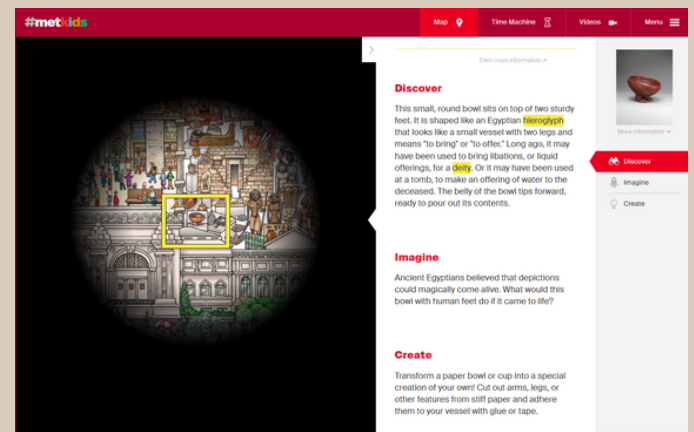 #metkids
Map
Time Machine
Videos
Menu
Even more information
Discover
This small, round bowl sits on top of two sturdy
feet. It is shaped like an Egyptian hieroglyph
that looks like a small vessel with two legs and
means "to bring" or "to offer." Long ago, it may
have been used to bring libations, or liquid
offerings, for a deity. Or it may have been used
at a tomb, to make an offering of water to the
deceased. The belly of the bowl tips forward,
ready to pour out its contents.
Imagine
Ancient Egyptians believed that depictions
could magically come alive. What would this
bowl with human feet do if it came to life?
Create
Transform a paper bowl or cup into a special
creation of your own! Cut out arms, legs, or
other features from stiff paper and adhere
them to your vessel with glue or tape.
More information
Discover
Imagine
Create